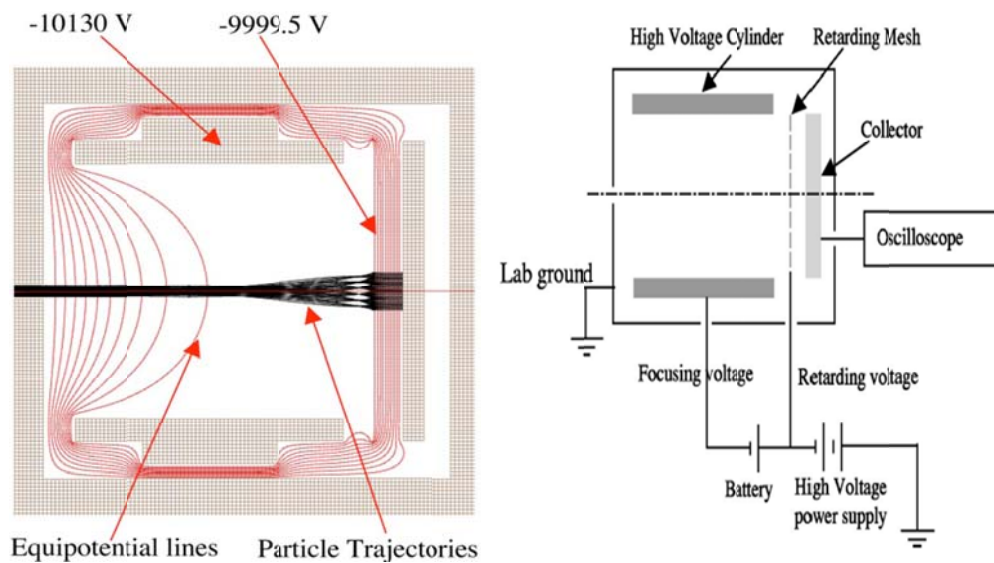 -10130 V
-9999.5 V
Equipotential lines
Particle Trajectories
High Voltage Cylinder
Retarding Mesh
Collector
Oscilloscope
Lab ground
Focusing voltage
Retarding voltage
Battery
High Voltage
power supply